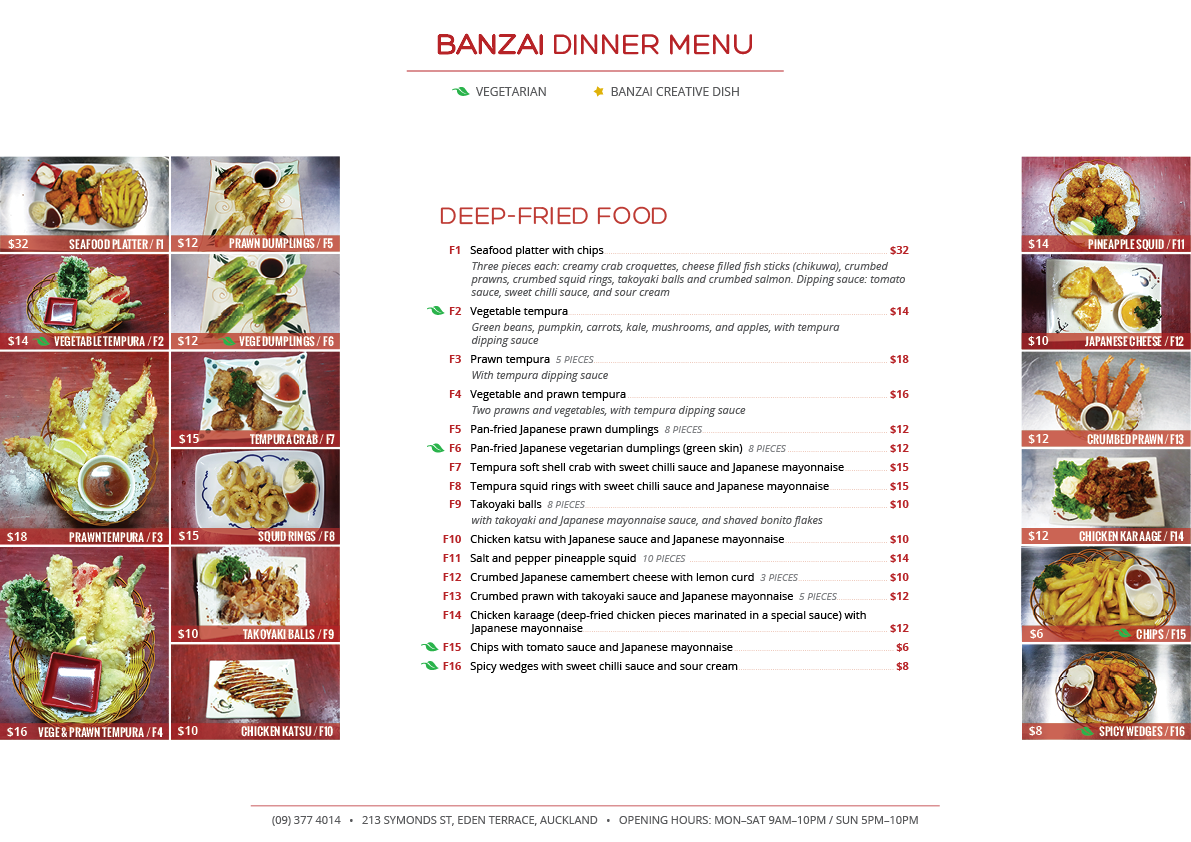 BANZAI DINNER MENU
VEGETARIAN BANZAI CREATIVE DISH
$32 SEAFOOD PLATTER / F1
$12 PRAWN DUMPLINGS / F5
$14 VEGETABLE TEMPURA / F2
$12 VEGE DUMPLINGS / F6
$18 PRAWN TEMPURA / F3
$15 TEMPURA CRAB / F7
$15 SQUID RINGS / F8
$16 VEGE & PRAWN TEMPURA / F4
$10 TAKOYAKI BALLS / F9
$10 CHICKEN KATSU / F10
DEEP-FRIED FOOD
F1 Seafood platter with chips $32
Three pieces each: creamy crab croquettes, cheese filled fish sticks (chikuwa), crumbed
prawns, crumbed squid rings, takoyaki balls and crumbed salmon. Dipping sauce: tomato
sauce, sweet chilli sauce, and sour cream
F2 Vegetable tempura $14
Green beans, pumpkin, carrots, kale, mushrooms, and apples, with tempura
dipping sauce
F3 Prawn tempura 5 PIECES $18
With tempura dipping sauce
F4 Vegetable and prawn tempura $16
Two prawns and vegetables, with tempura dipping sauce
F5 Pan-fried Japanese prawn dumplings 8 PIECES $12
F6 Pan-fried Japanese vegetarian dumplings (green skin) 8 PIECES $12
F7 Tempura soft shell crab with sweet chilli sauce and Japanese mayonnaise $15
F8 Tempura squid rings with sweet chilli sauce and Japanese mayonnaise $15
F9 Takoyaki balls 8 PIECES $10
with takoyaki and Japanese mayonnaise sauce, and shaved bonito flakes
F10 Chicken katsu with Japanese sauce and Japanese mayonnaise $10
F11 Salt and pepper pineapple squid 10 PIECES $14
F12 Crumbed Japanese camembert cheese with lemon curd 3 PIECES $10
F13 Crumbed prawn with takoyaki sauce and Japanese mayonnaise 5 PIECES $12
F14 Chicken karaage (deep-fried chicken pieces marinated in a special sauce) with
Japanese mayonnaise $12
F15 Chips with tomato sauce and Japanese mayonnaise $6
F16 Spicy wedges with sweet chilli sauce and sour cream $8
$14 PINEAPPLE SQUID / F11
$10 JAPANESE CHEESE / F12
$12 CRUMBED PRAWN / F13
$12 CHICKEN KARAAGE / F14
$6 CHIPS / F15
$8 SPICY WEDGES / F16
(09) 377 4014 • 213 SYMONDS ST, EDEN TERRACE, AUCKLAND • OPENING HOURS: MON–SAT 9AM–10PM / SUN 5PM–10PM